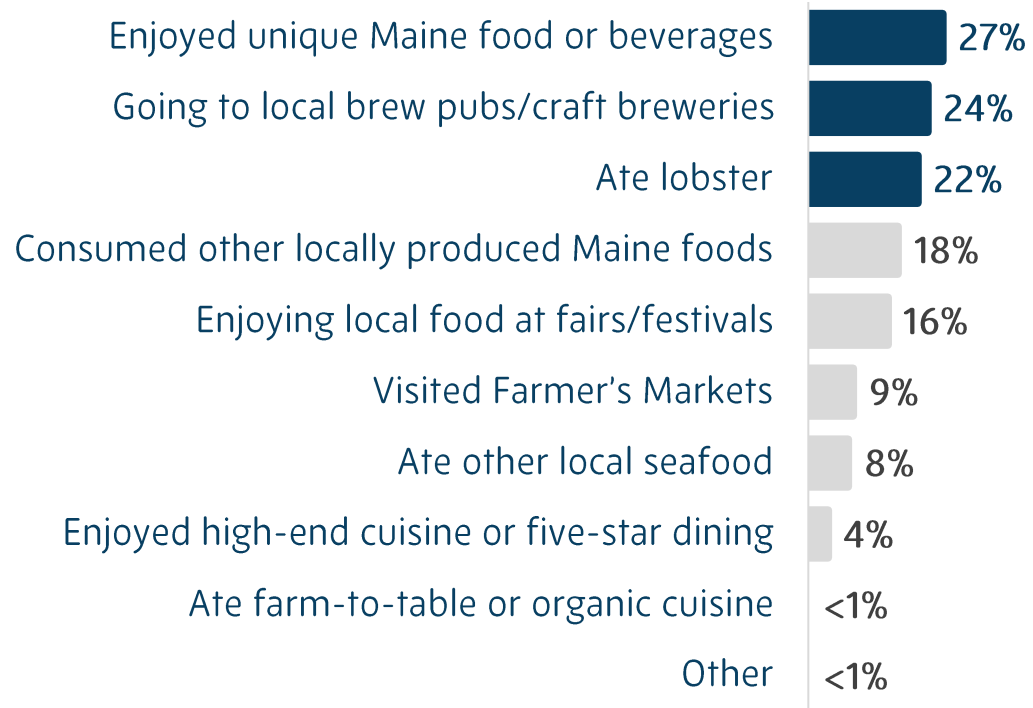 Enjoyed unique Maine food or beverages 27%
Going to local brew pubs/craft breweries 24%
Ate lobster 22%
Consumed other locally produced Maine foods 18%
Enjoying local food at fairs/festivals 16%
Visited Farmer’s Markets 9%
Ate other local seafood 8%
Enjoyed high-end cuisine or five-star dining 4%
Ate farm-to-table or organic cuisine <1%
Other <1%